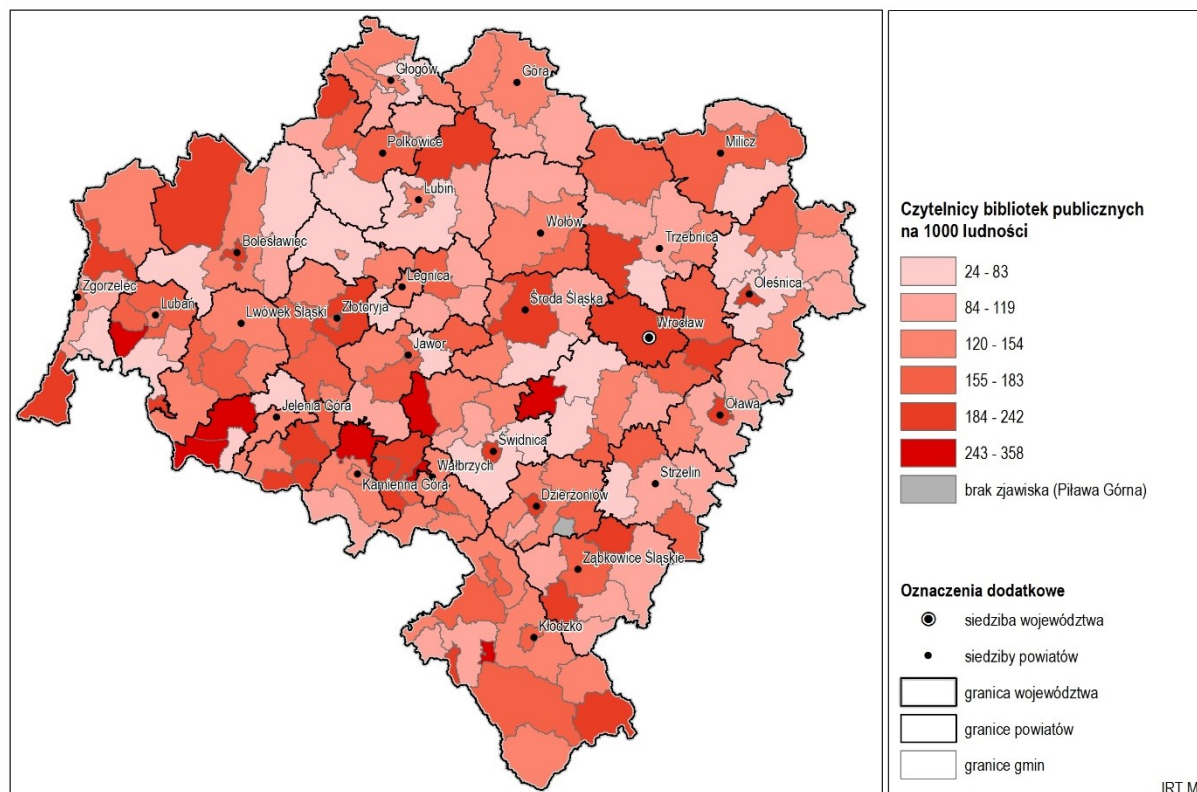 Głogów
Góra
Polkowice
Milicz
Lubin
Wołów
Trzebnica
Bolesławiec
Legnica
Oleśnica
Zgorzelec
Lubań
Lwówek Śląski
Złotoryja
Środa Śląska
Wrocław
Jawor
Jelenia Góra
Oława
Świdnica
Wałbrzych
Kamienna Góra
Strzelin
Dzierżoniów
Ząbkowice Śląskie
Kłodzko
Czytelnicy bibliotek publicznych
na 1000 ludności
24 - 83
84 - 119
120 - 154
155 - 183
184 - 242
243 - 358
brak zjawiska (Piława Górna)
Oznaczenia dodatkowe
siedziba województwa
siedziby powiatów
granica województwa
granice powiatów
granice gmin
IRT M